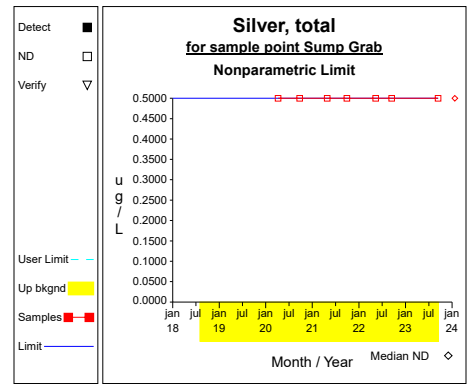 Detect
ND
Verify
User Limit
Up bkgnd
Samples
Limit
Silver, total
for sample point Sump Grab
Nonparametric Limit
0.5000
0.4500
0.4000
0.3500
0.3000
0.2500
0.2000
0.1500
0.1000
0.0500
0.0000
u
g
/
L
jan jul jan jul jan jul jan jul jan jul jan jul jan
18 19 20 21 22 23 24
Month / Year
Median ND